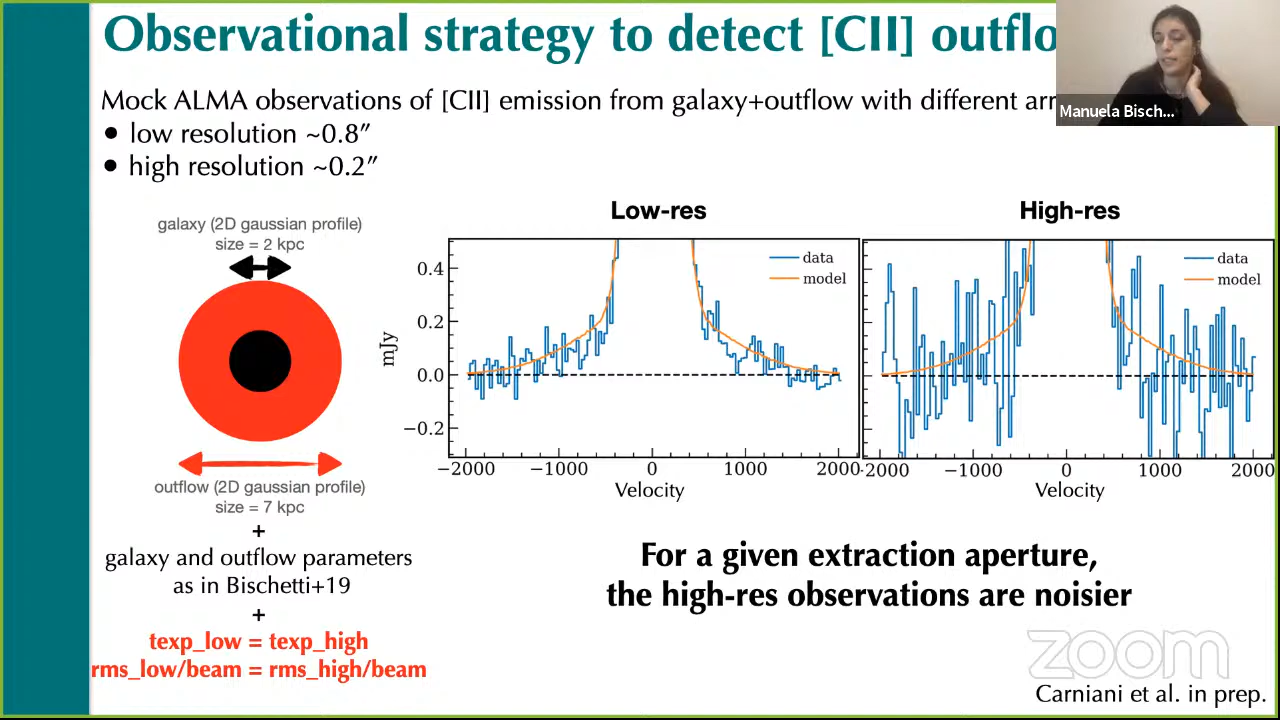 Observational strategy to detect [CII] outflo
Mock ALMA observations of [CII] emission from galaxy+outflow with different arr
Manuela Bisch...
• low resolution ~0.8″
• high resolution ~0.2″
galaxy (2D gaussian profile)
size = 2 kpc
outflow (2D gaussian profile)
size = 7 kpc
+
galaxy and outflow parameters
as in Bischetti+19
+
texp_low = texp_high
rms_low/beam = rms_high/beam
Low-res
data
model
mJy
0.4
0.2
0.0
−0.2
−2000 −1000 0 1000 2000
Velocity
High-res
data
model
-2000 −1000 0 1000 2000
Velocity
For a given extraction aperture,
the high-res observations are noisier
zoom
Carniani et al. in prep.